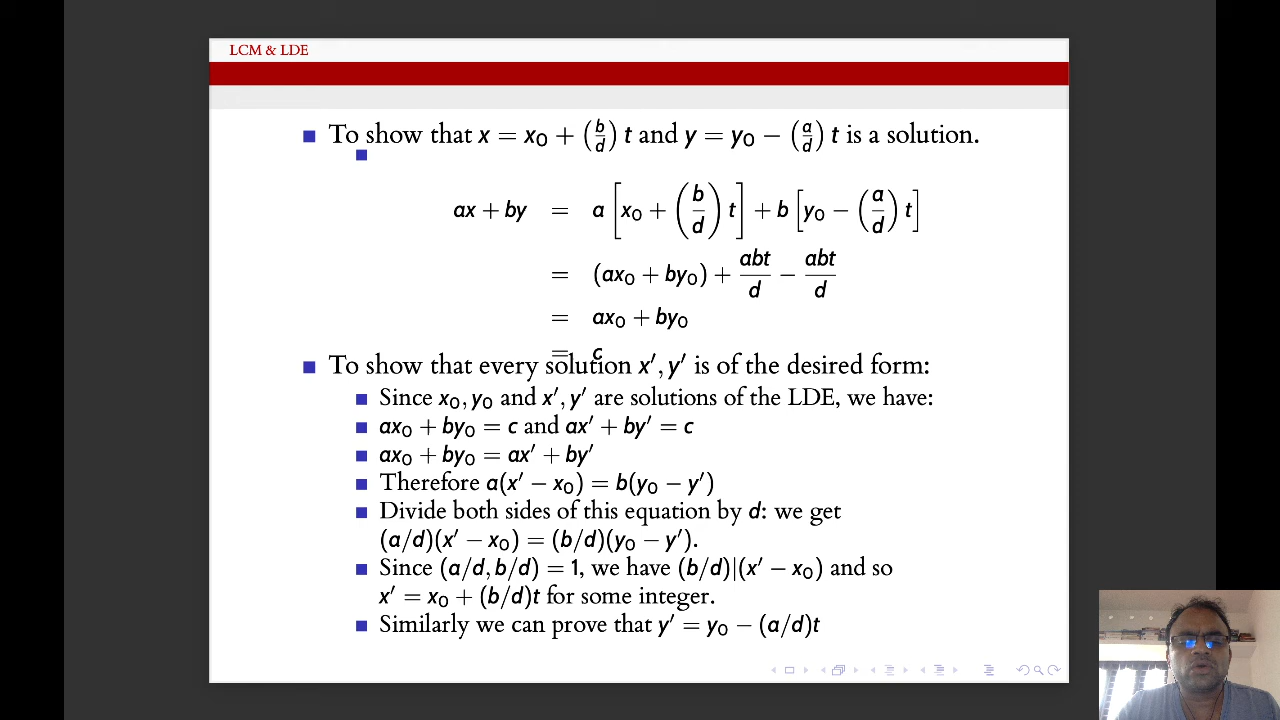 LCM & LDE
To show that x = x₀ + (b/d) t and y = y₀ − (a/d) t is a solution.
ax + by = a [x₀ + (b/d) t] + b [y₀ − (a/d) t]
= (ax₀ + by₀) + abt/d − abt/d
= ax₀ + by₀
= c
To show that every solution x′, y′ is of the desired form:
Since x₀, y₀ and x′, y′ are solutions of the LDE, we have:
ax₀ + by₀ = c and ax′ + by′ = c
ax₀ + by₀ = ax′ + by′
Therefore a(x′ − x₀) = b(y₀ − y′)
Divide both sides of this equation by d: we get
(a/d)(x′ − x₀) = (b/d)(y₀ − y′).
Since (a/d, b/d) = 1, we have (b/d)|(x′ − x₀) and so
x′ = x₀ + (b/d)t for some integer.
Similarly we can prove that y′ = y₀ − (a/d)t